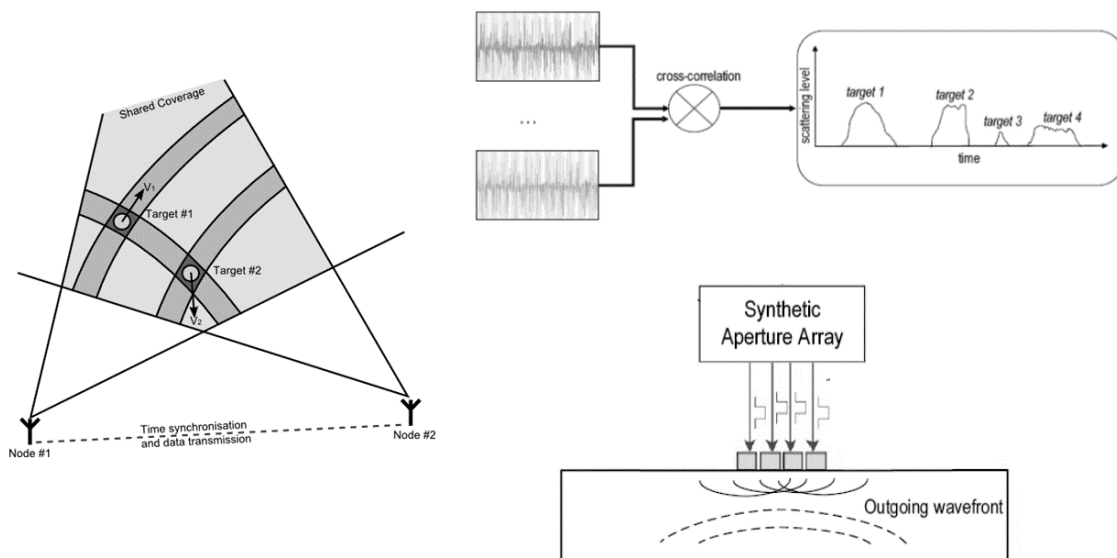 Shared Coverage
V₁
Target #1
Target #2
V₂
Time synchronisation
and data transmission
Node #1
Node #2
cross-correlation
...
scattering level
target 1
target 2
target 3
target 4
time
Synthetic
Aperture Array
Outgoing wavefront